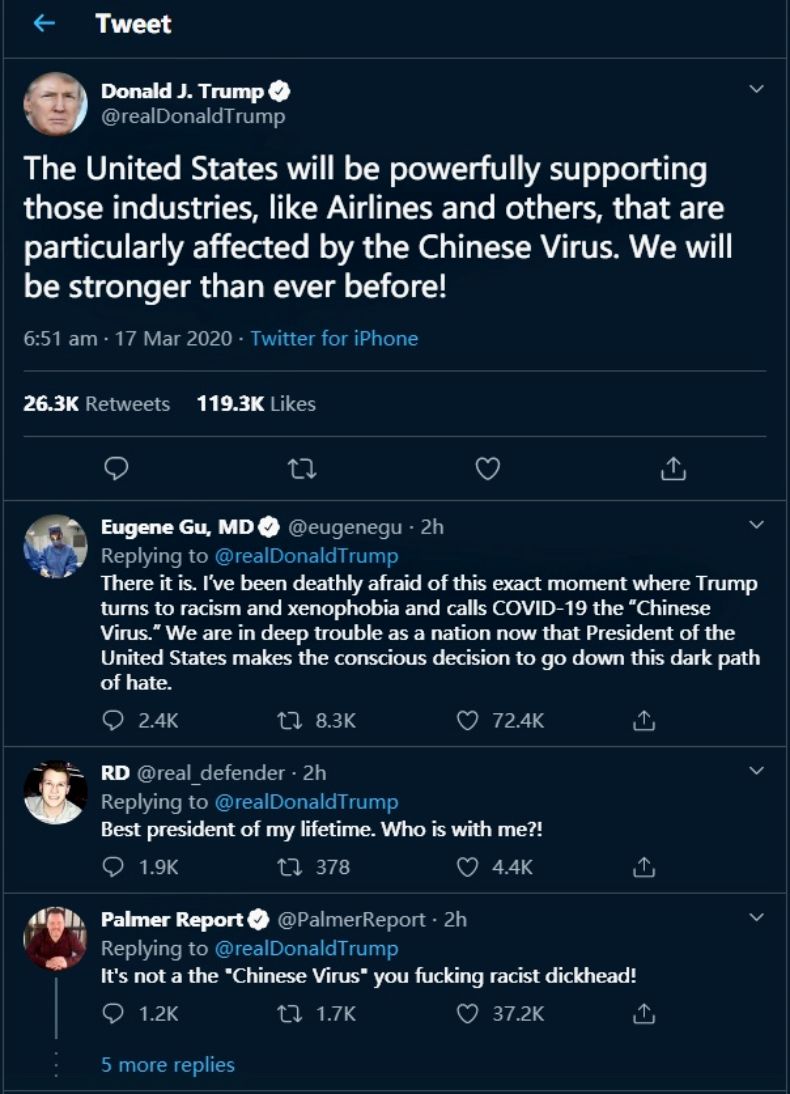 Tweet
Donald J. Trump
@realDonaldTrump
The United States will be powerfully supporting
those industries, like Airlines and others, that are
particularly affected by the Chinese Virus. We will
be stronger than ever before!
6:51 am · 17 Mar 2020 · Twitter for iPhone
26.3K Retweets 119.3K Likes
Eugene Gu, MD @eugenegu · 2h
Replying to @realDonaldTrump
There it is. I've been deathly afraid of this exact moment where Trump
turns to racism and xenophobia and calls COVID-19 the "Chinese
Virus." We are in deep trouble as a nation now that President of the
United States makes the conscious decision to go down this dark path
of hate.
2.4K 8.3K 72.4K
RD @real_defender · 2h
Replying to @realDonaldTrump
Best president of my lifetime. Who is with me?!
1.9K 378 4.4K
Palmer Report @PalmerReport · 2h
Replying to @realDonaldTrump
It's not a the "Chinese Virus" you fucking racist dickhead!
1.2K 1.7K 37.2K
5 more replies